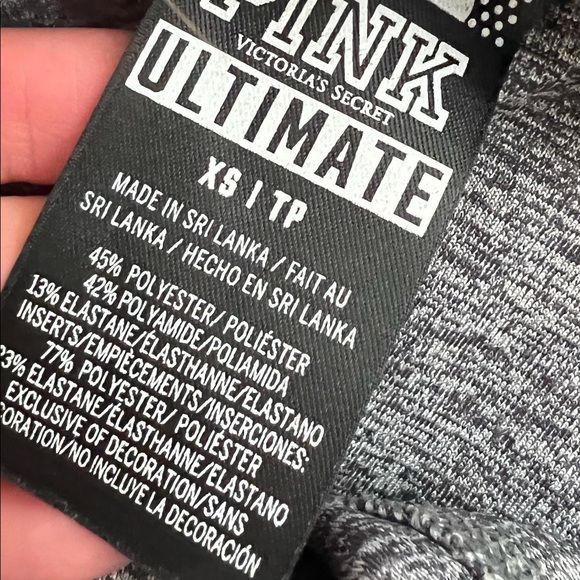 PINK
VICTORIA'S SECRET
ULTIMATE
XS | TP
MADE IN SRI LANKA / FAIT AU
SRI LANKA / HECHO EN SRI LANKA
45% POLYESTER/ POLIÉSTER
42% POLYAMIDE/POLIAMIDA
13% ELASTANE/ÉLASTHANNE/ELASTANO
INSERTS/EMPIÈCEMENTS/INSERCIONES:
77% POLYESTER/ POLIÉSTER
23% ELASTANE/ÉLASTHANNE/ELASTANO
EXCLUSIVE OF DECORATION/SANS
CORATION/NO INCLUYE LA DECORACIÓN